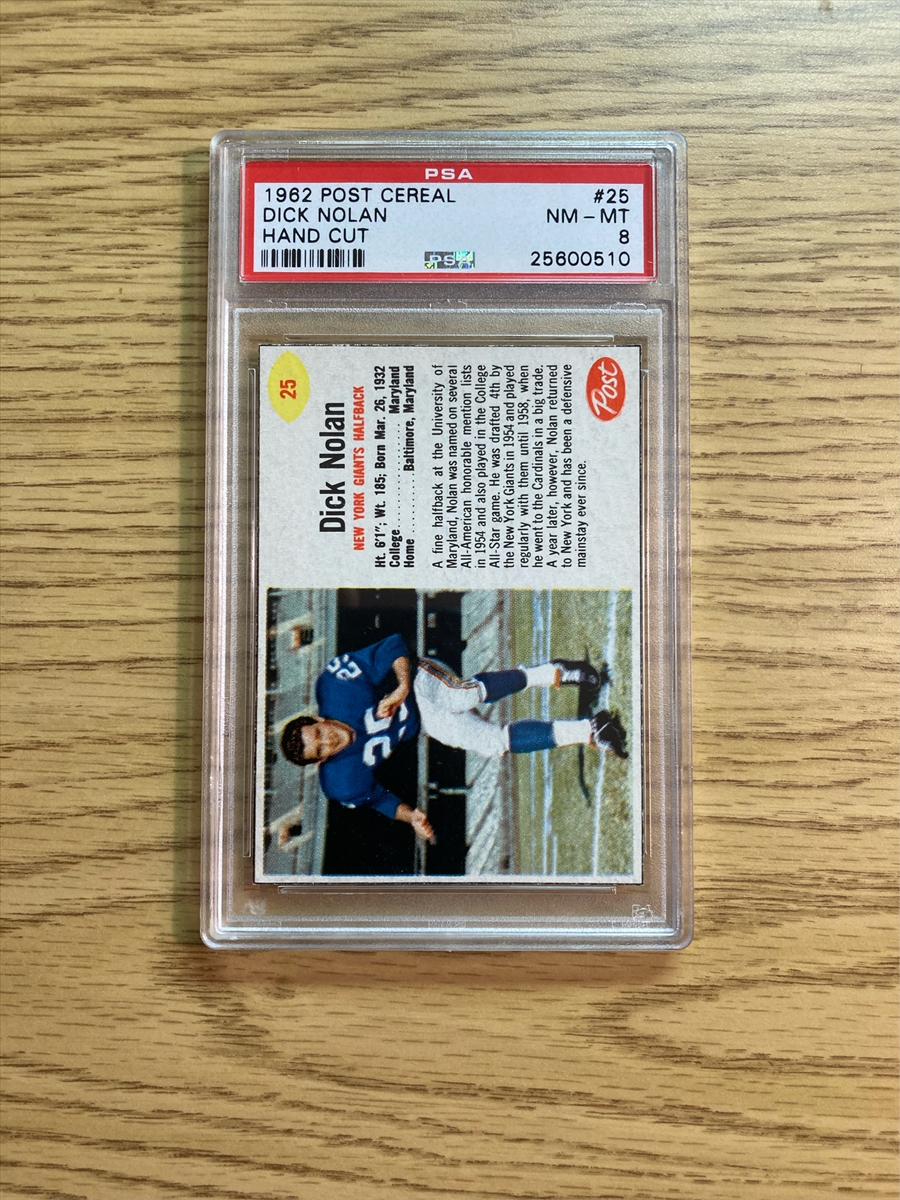 PSA
1962 POST CEREAL #25
DICK NOLAN NM - MT
HAND CUT 8
PSA 25600510
25
Dick Nolan
NEW YORK GIANTS HALFBACK
Ht. 6'1"; Wt. 185; Born Mar. 26, 1932
College.............. Maryland
Home..........Baltimore, Maryland
A fine halfback at the University of
Maryland, Nolan was named on several
All-American honorable mention lists
in 1954 and also played in the College
All-Star game. He was drafted 4th by
the New York Giants in 1954 and played
regularly with them until 1958, when
he went to the Cardinals in a big trade.
A year later, however, Nolan returned
to New York and has been a defensive
mainstay ever since.
Post
25
25